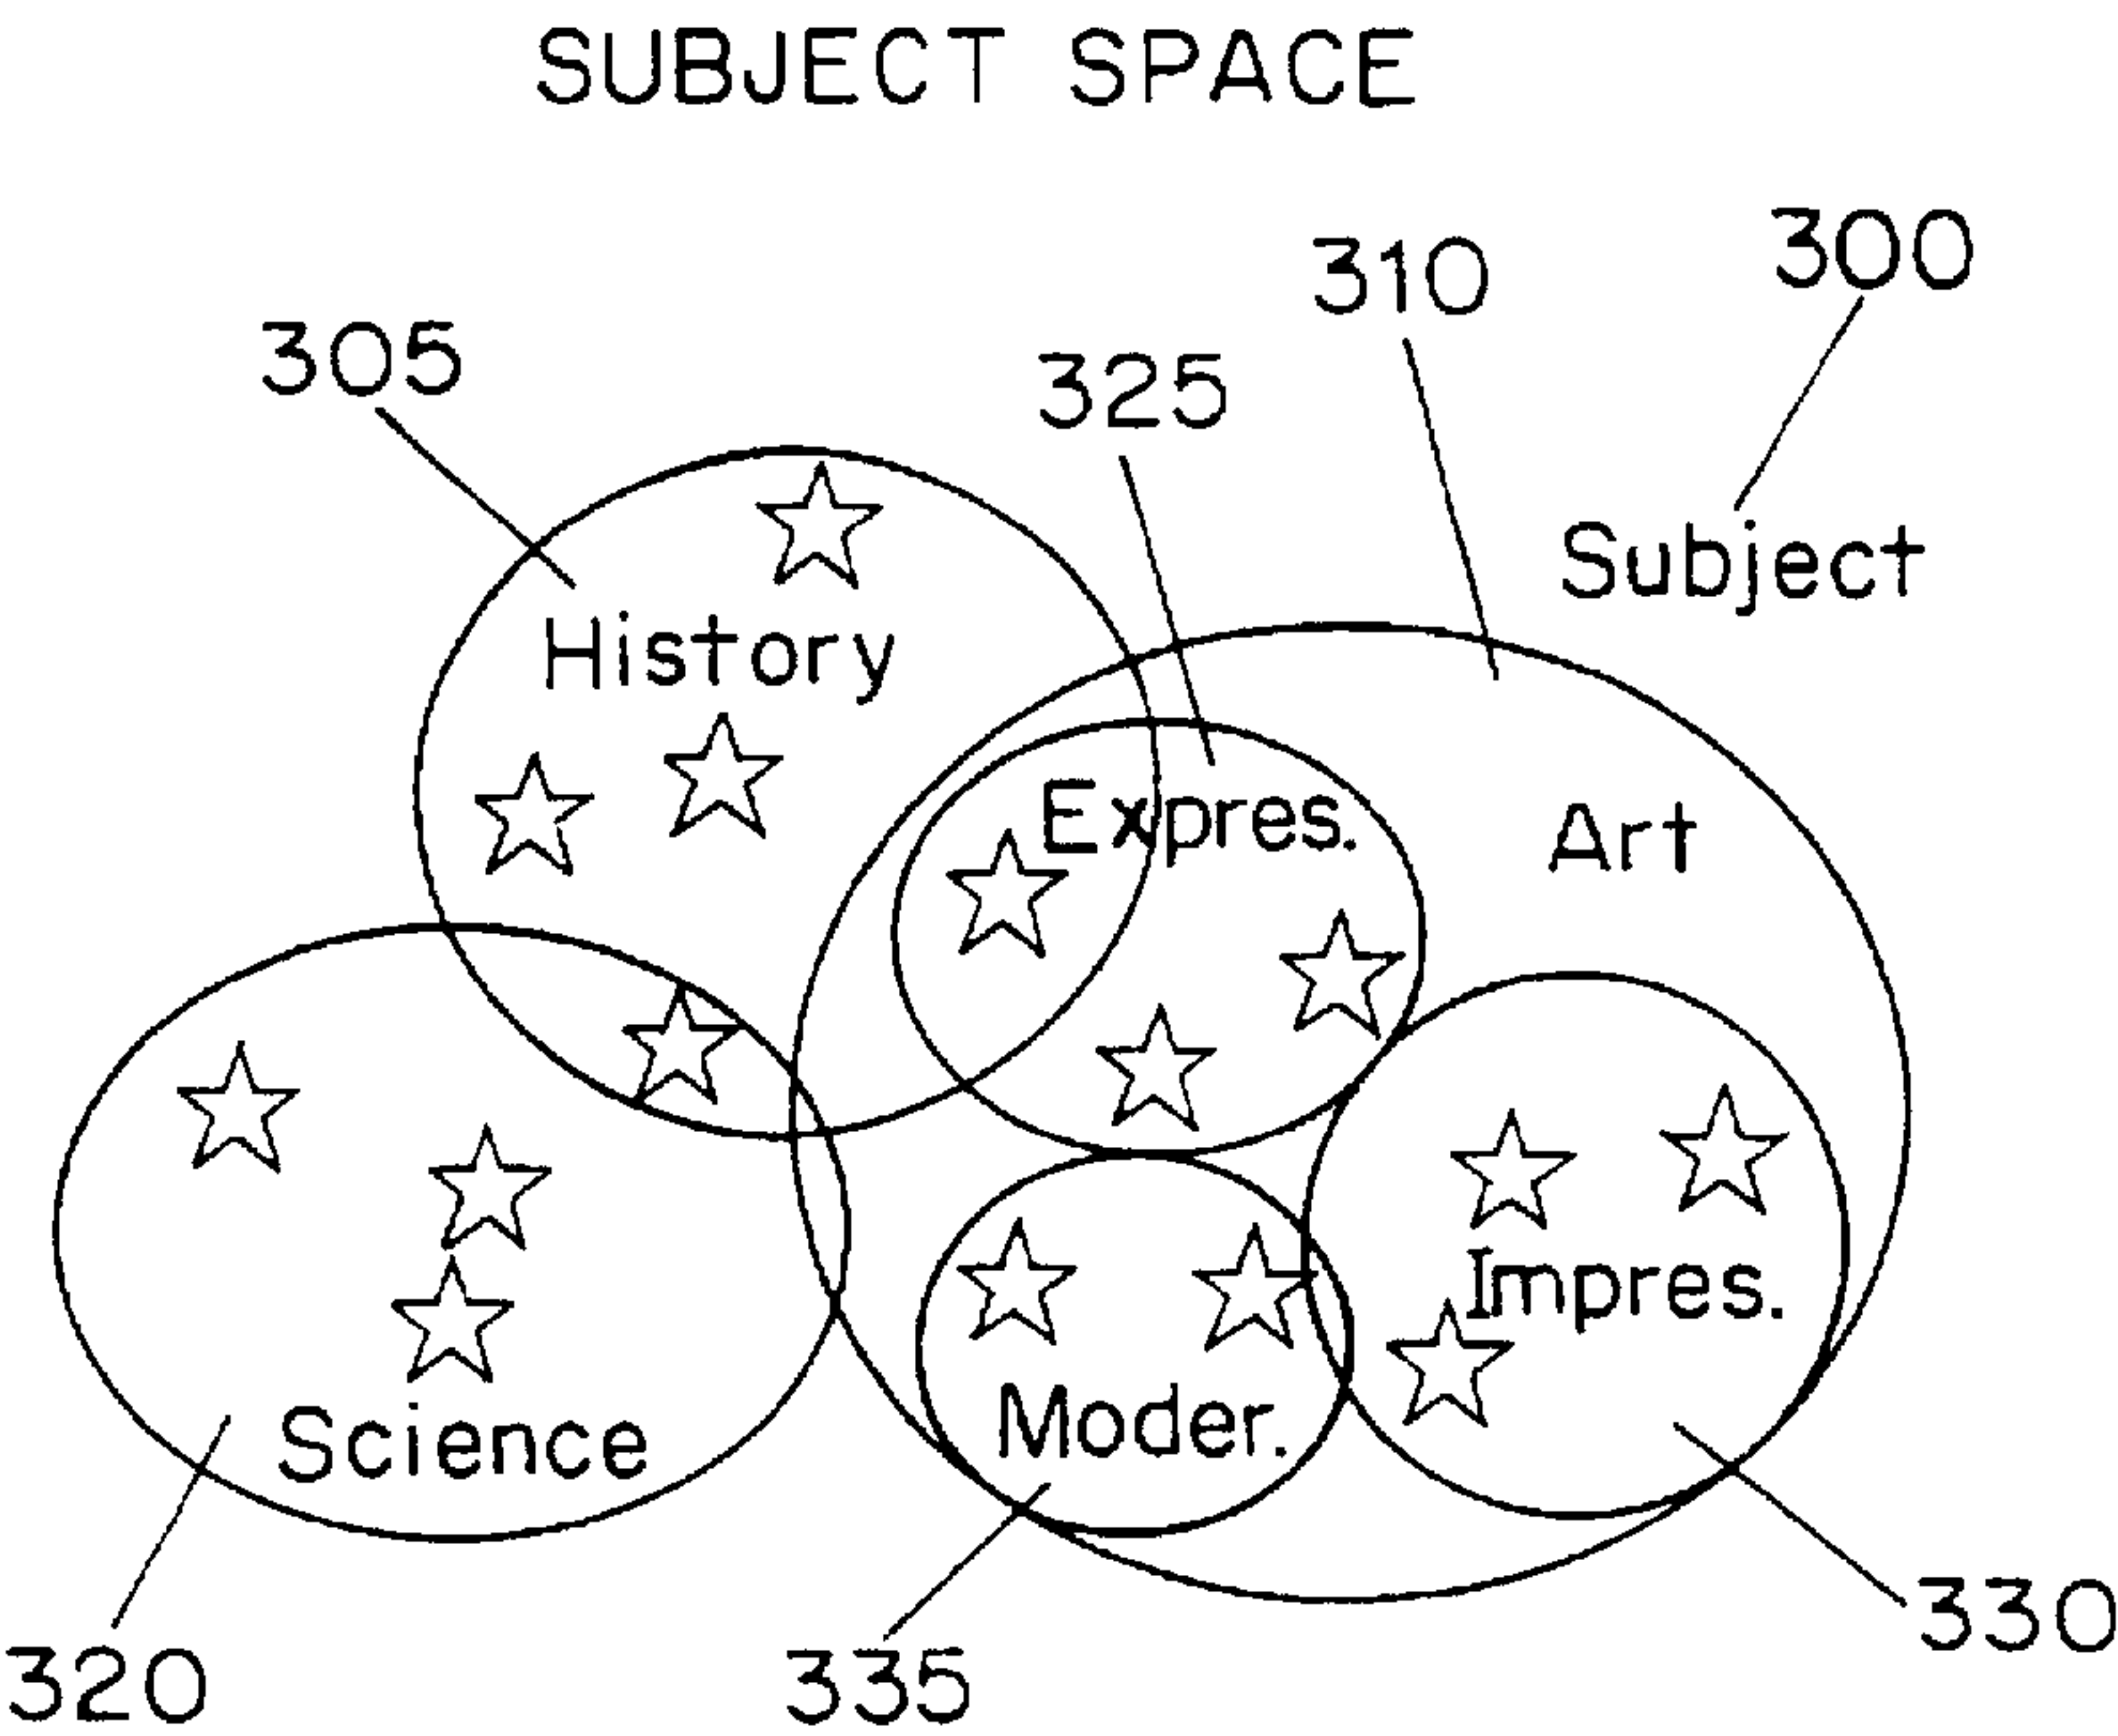 SUBJECT SPACE
300
310
305
325
Subject
History
Expres.
Art
Impres.
Moder.
Science
330
320
335